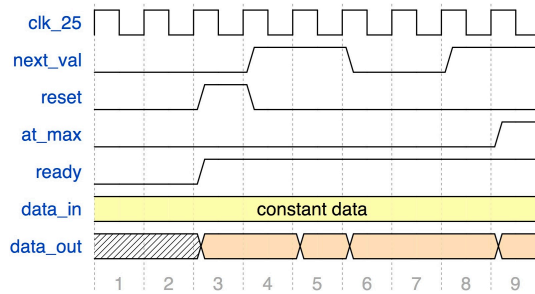 clk_25
next_val
reset
at_max
ready
data_in constant data
data_out
1 2 3 4 5 6 7 8 9